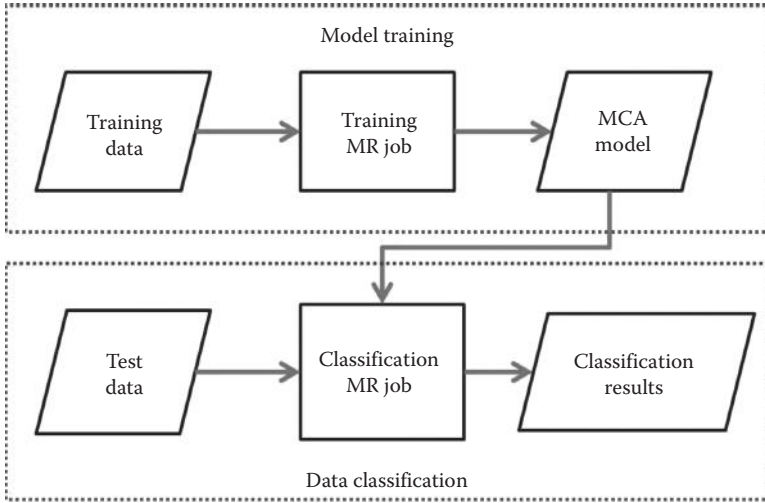 Model training
Training
data
Training
MR job
MCA
model
Test
data
Classification
MR job
Classification
results
Data classification